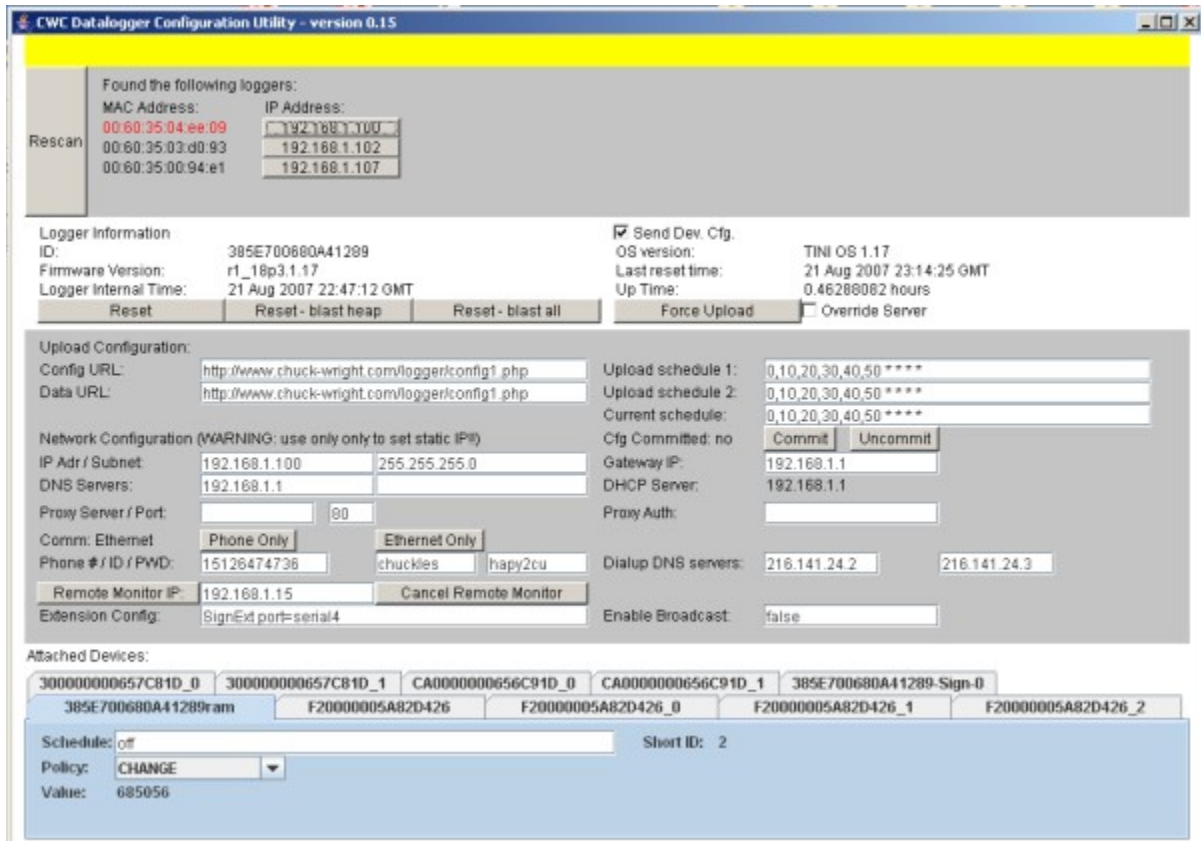 CWC Datalogger Configuration Utility - version 0.15
Rescan
Found the following loggers:
MAC Address: IP Address:
00:60:35:04:ee:09 192.168.1.100
00:60:35:03:d0:93 192.168.1.102
00:60:35:00:94:e1 192.168.1.107
Logger Information Send Dev. Cfg.
ID: 385E700680A41289 OS version: TINI OS 1.17
Firmware Version: r1_18p3.1.17 Last reset time: 21 Aug 2007 23:14:25 GMT
Logger Internal Time: 21 Aug 2007 22:47:12 GMT Up Time: 0.46288082 hours
Reset Reset - blast heap Reset - blast all Force Upload Override Server
Upload Configuration:
Config URL: http://www.chuck-wright.com/logger/config1.php Upload schedule 1: 0,10,20,30,40,50 * * * *
Data URL: http://www.chuck-wright.com/logger/config1.php Upload schedule 2: 0,10,20,30,40,50 * * * *
Current schedule: 0,10,20,30,40,50 * * * *
Network Configuration (WARNING: use only only to set static IP!!) Cfg Committed: no Commit Uncommit
IP Adr / Subnet: 192.168.1.100 255.255.255.0 Gateway IP: 192.168.1.1
DNS Servers: 192.168.1.1 DHCP Server: 192.168.1.1
Proxy Server / Port: 80 Proxy Auth:
Comm: Ethernet Phone Only Ethernet Only
Phone # / ID / PWD: 15126474736 chuckles hapy2cu Dialup DNS servers: 216.141.24.2 216.141.24.3
Remote Monitor IP: 192.168.1.15 Cancel Remote Monitor
Extension Config: SignExt port=serial4 Enable Broadcast: false
Attached Devices:
300000000657C81D_0 300000000657C81D_1 CA0000000656C91D_0 CA0000000656C91D_1 385E700680A41289-Sign-0
385E700680A41289ram F20000005A82D426 F20000005A82D426_0 F20000005A82D426_1 F20000005A82D426_2
Schedule: off Short ID: 2
Policy: CHANGE
Value: 685056